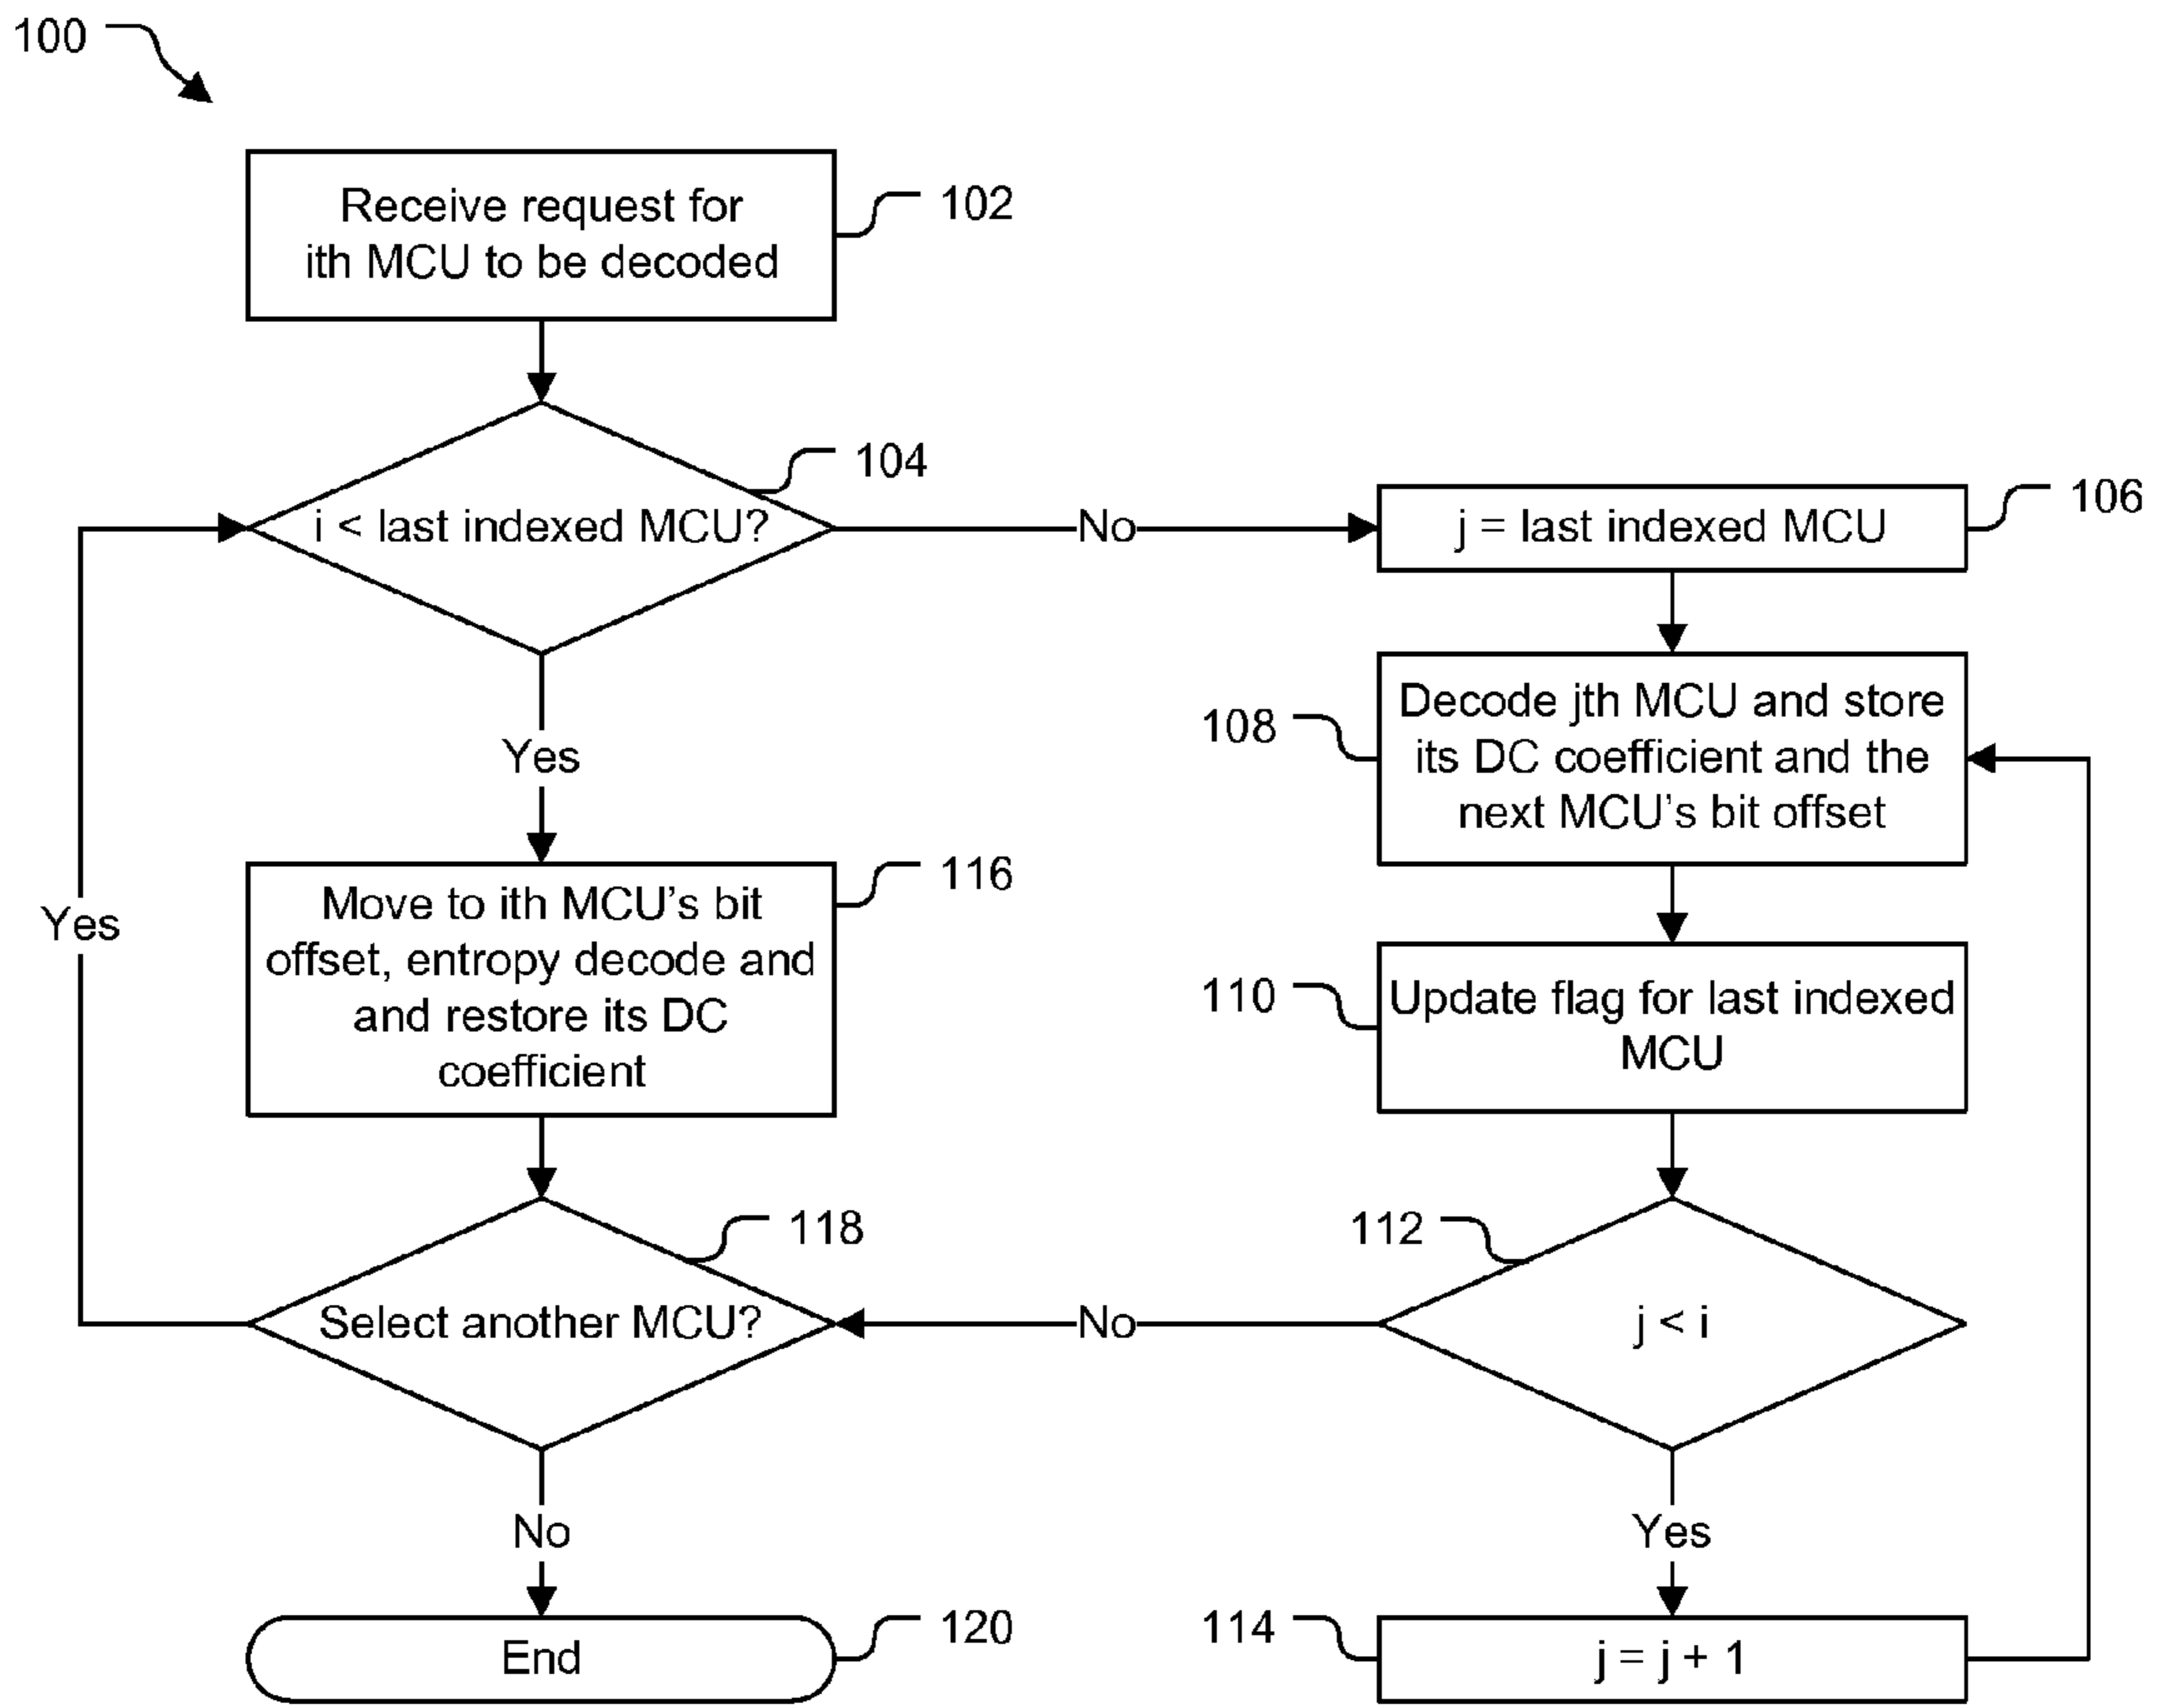 100
Receive request for
ith MCU to be decoded
102
i < last indexed MCU?
104
No
j = last indexed MCU
106
Decode jth MCU and store
its DC coefficient and the
next MCU's bit offset
108
Yes
Yes
Move to ith MCU's bit
offset, entropy decode and
and restore its DC
coefficient
116
Update flag for last indexed
MCU
110
Select another MCU?
118
No
j < i
112
No
Yes
End
120
j = j + 1
114